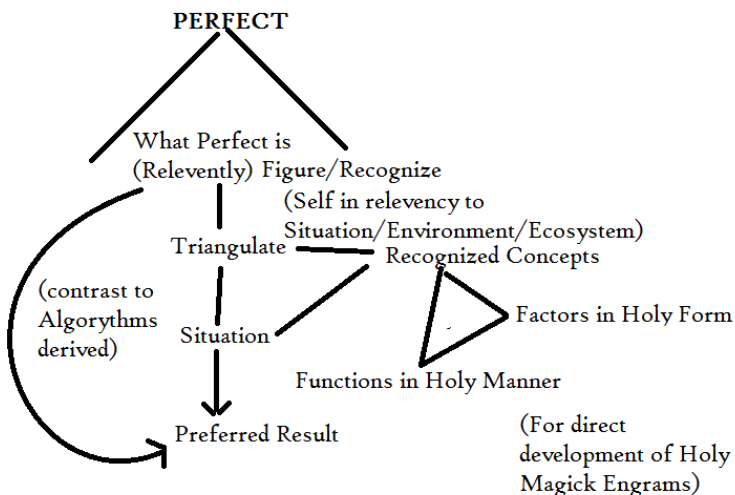 PERFECT
What Perfect is
(Relevently) Figure/Recognize
(Self in relevency to
Situation/Environment/Ecosystem)
Triangulate
Recognized Concepts
(contrast to
Algorythms
derived)
Situation
Factors in Holy Form
Functions in Holy Manner
Preferred Result
(For direct
development of Holy
Magick Engrams)